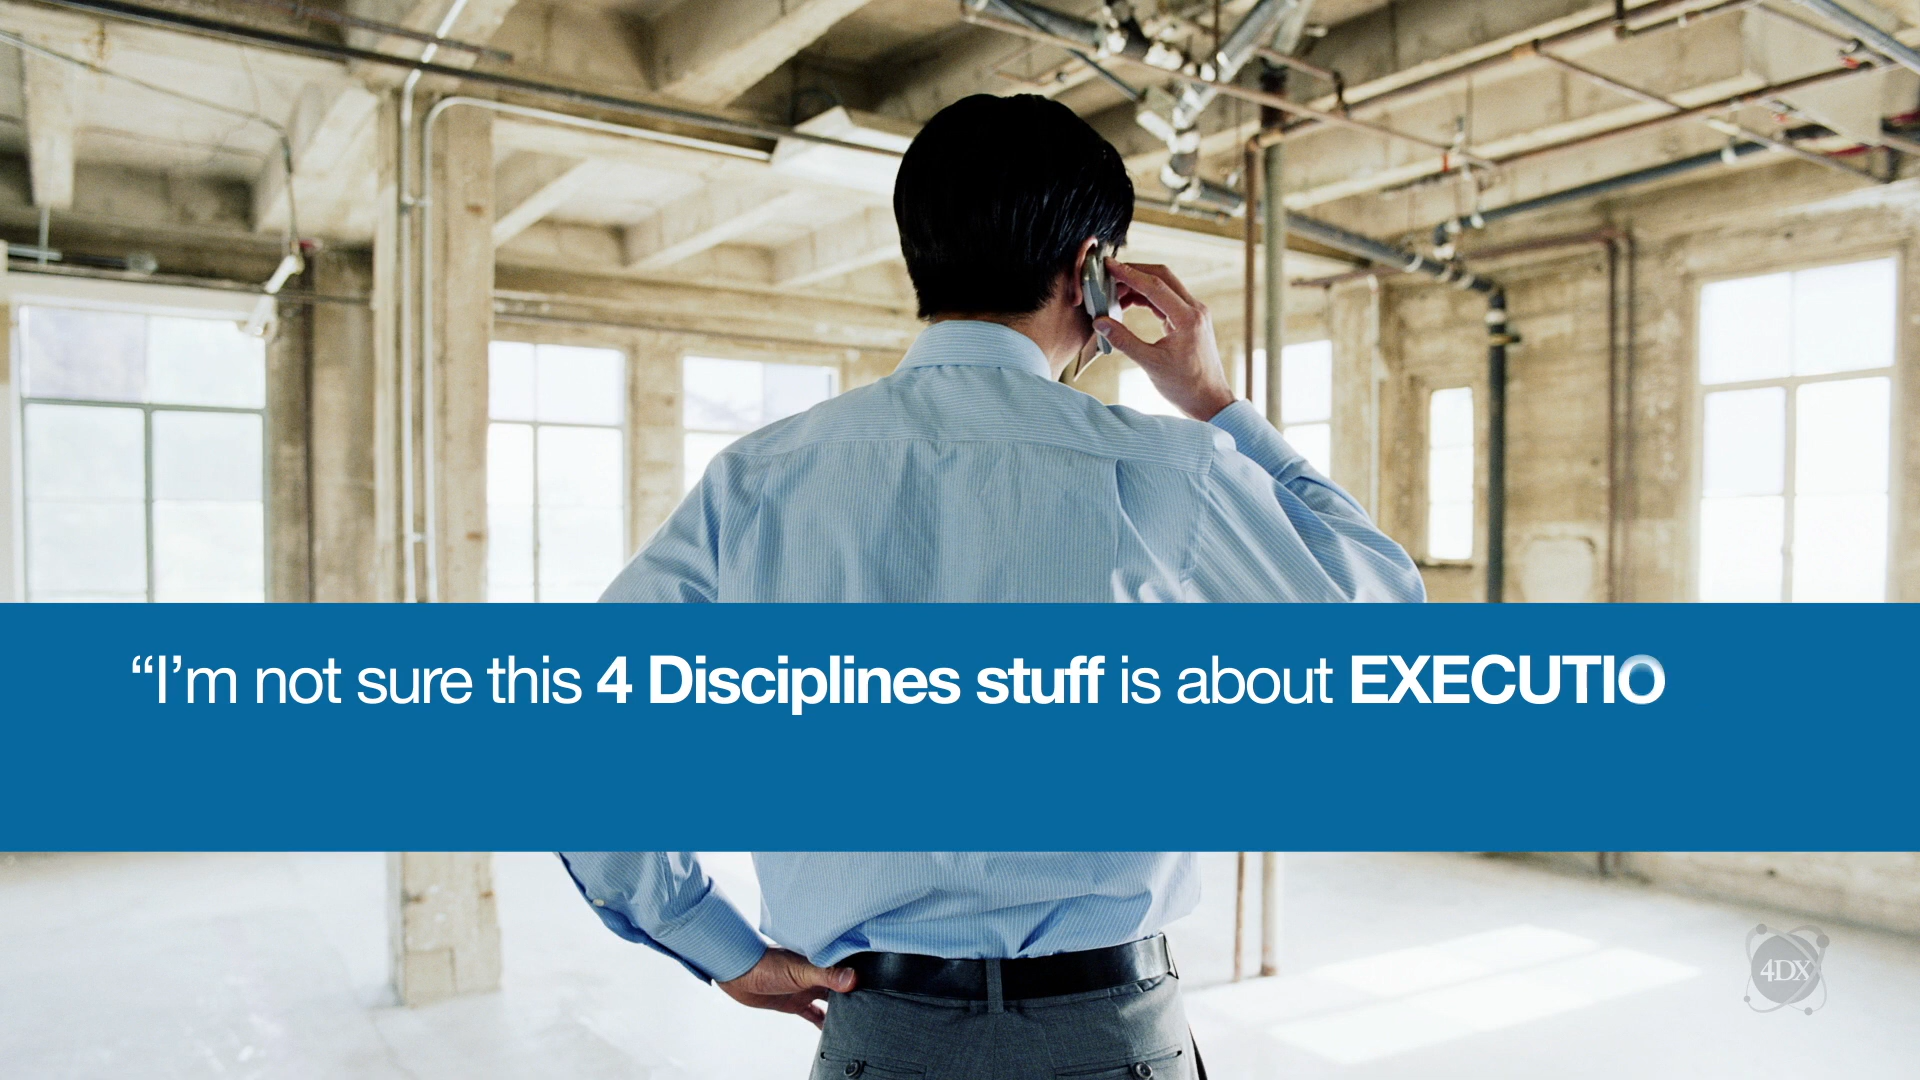 “I’m not sure this 4 Disciplines stuff is about EXECUTIO
4DX